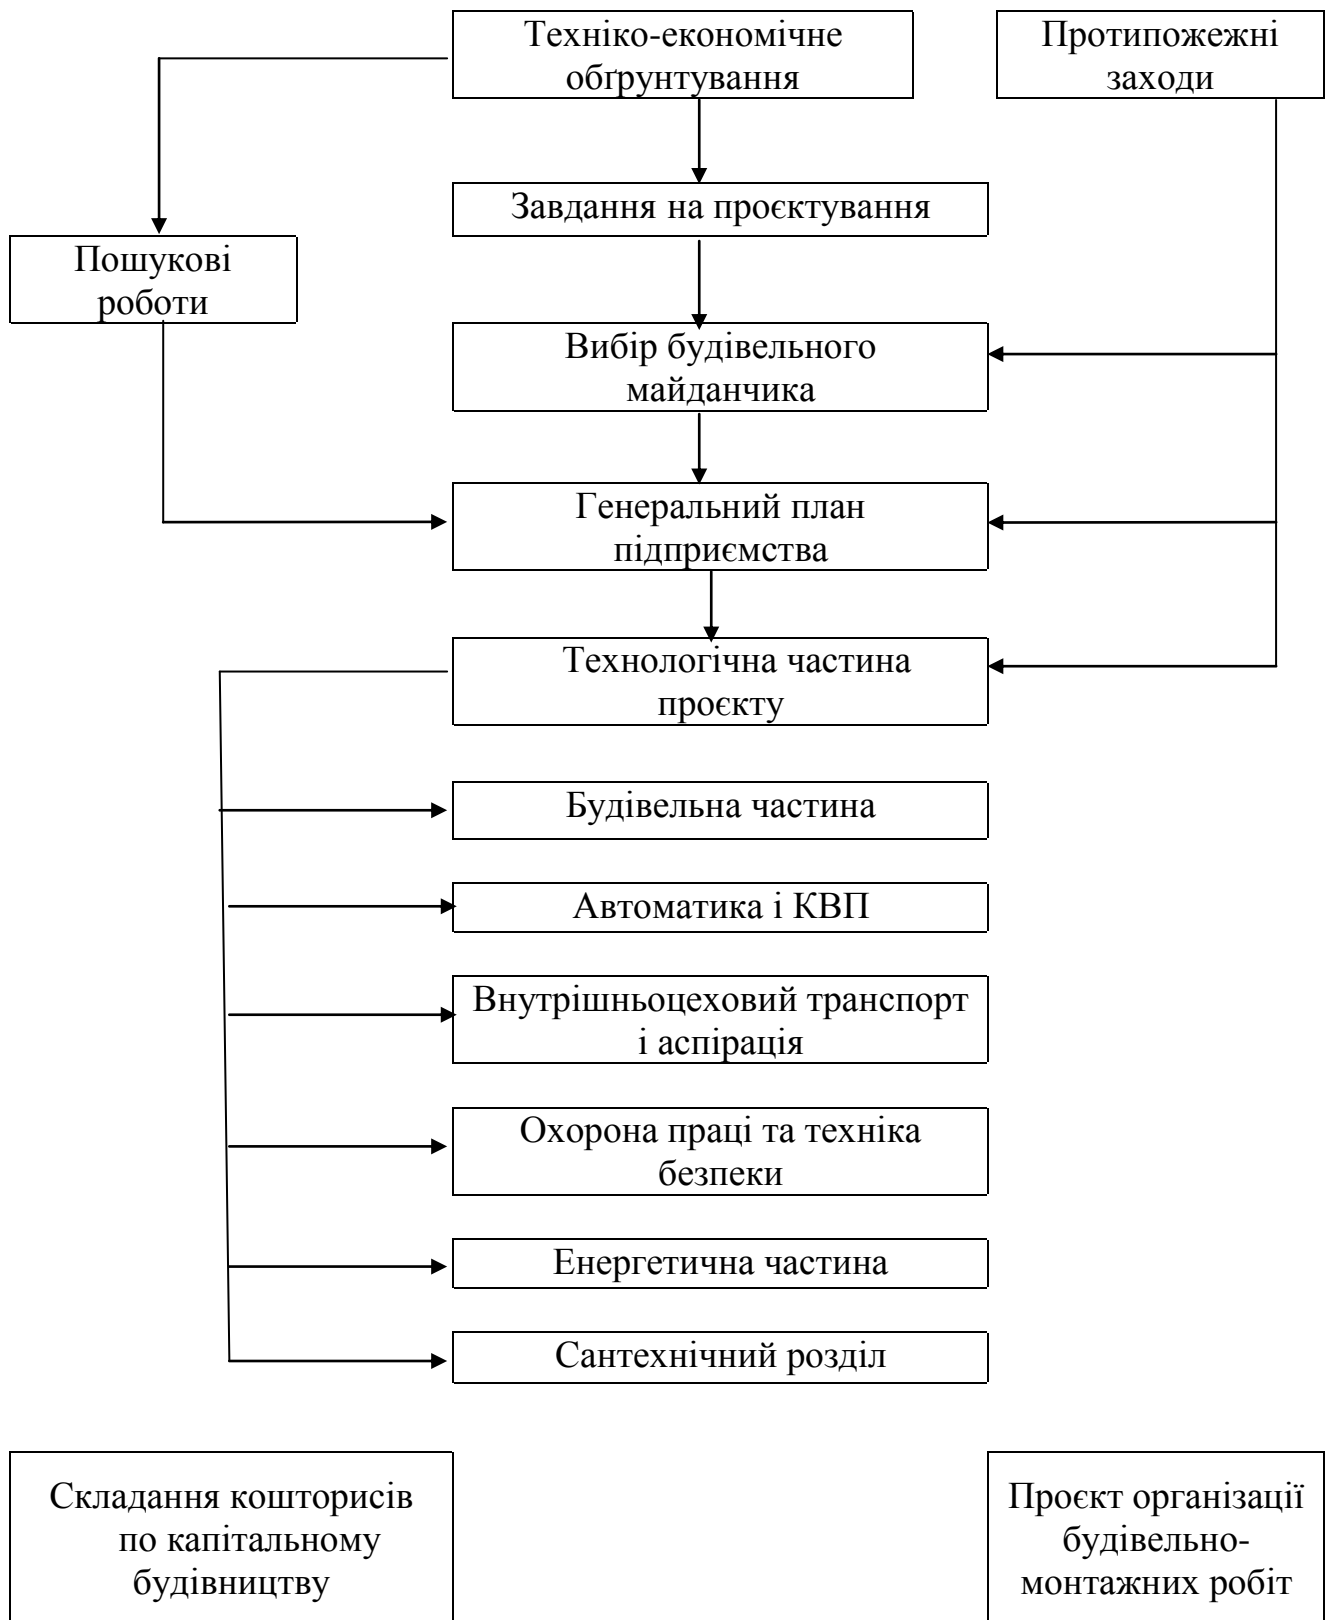 Техніко-економічне
обґрунтування
Протипожежні
заходи
Завдання на проєктування
Пошукові
роботи
Вибір будівельного
майданчика
Генеральний план
підприємства
Технологічна частина
проєкту
Будівельна частина
Автоматика і КВП
Внутрішньоцеховий транспорт
і аспірація
Охорона праці та техніка
безпеки
Енергетична частина
Сантехнічний розділ
Складання кошторисів
по капітальному
будівництву
Проєкт організації
будівельно-
монтажних робіт